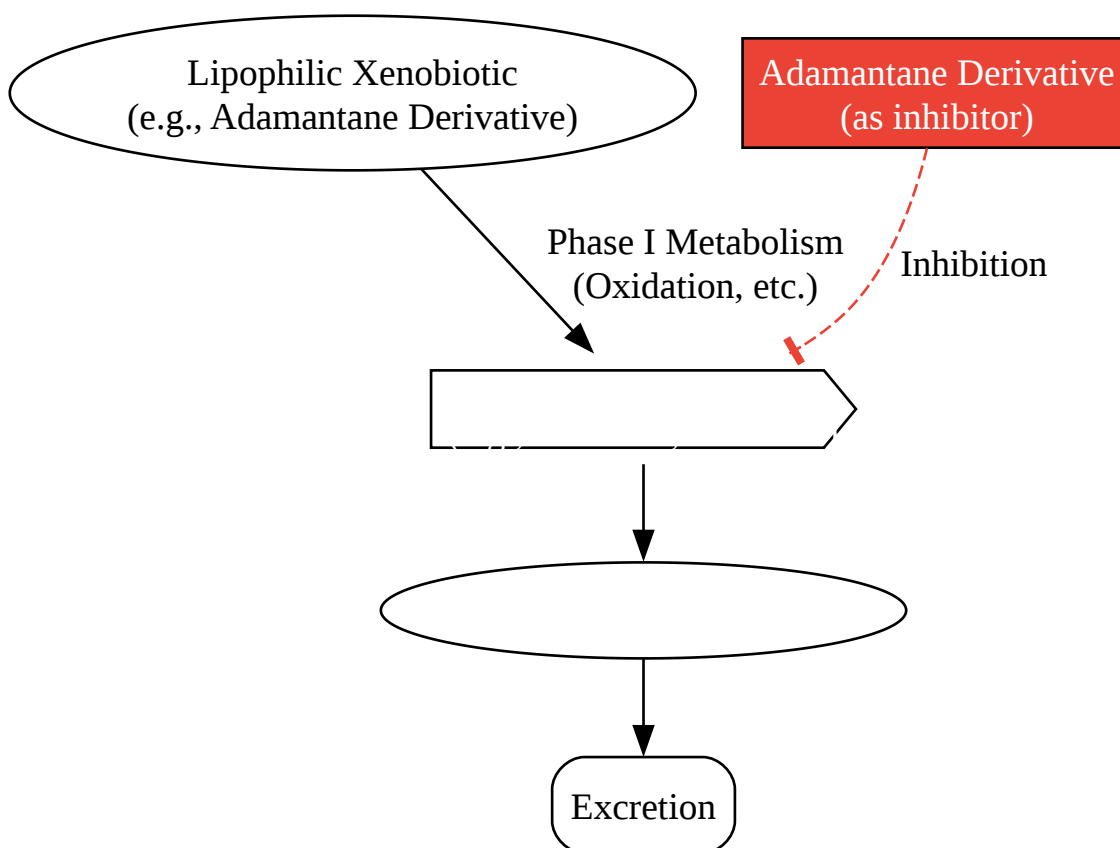 Lipophilic Xenobiotic
(e.g., Adamantane Derivative)
Adamantane Derivative
(as inhibitor)
Phase I Metabolism
(Oxidation, etc.)
Inhibition
Excretion